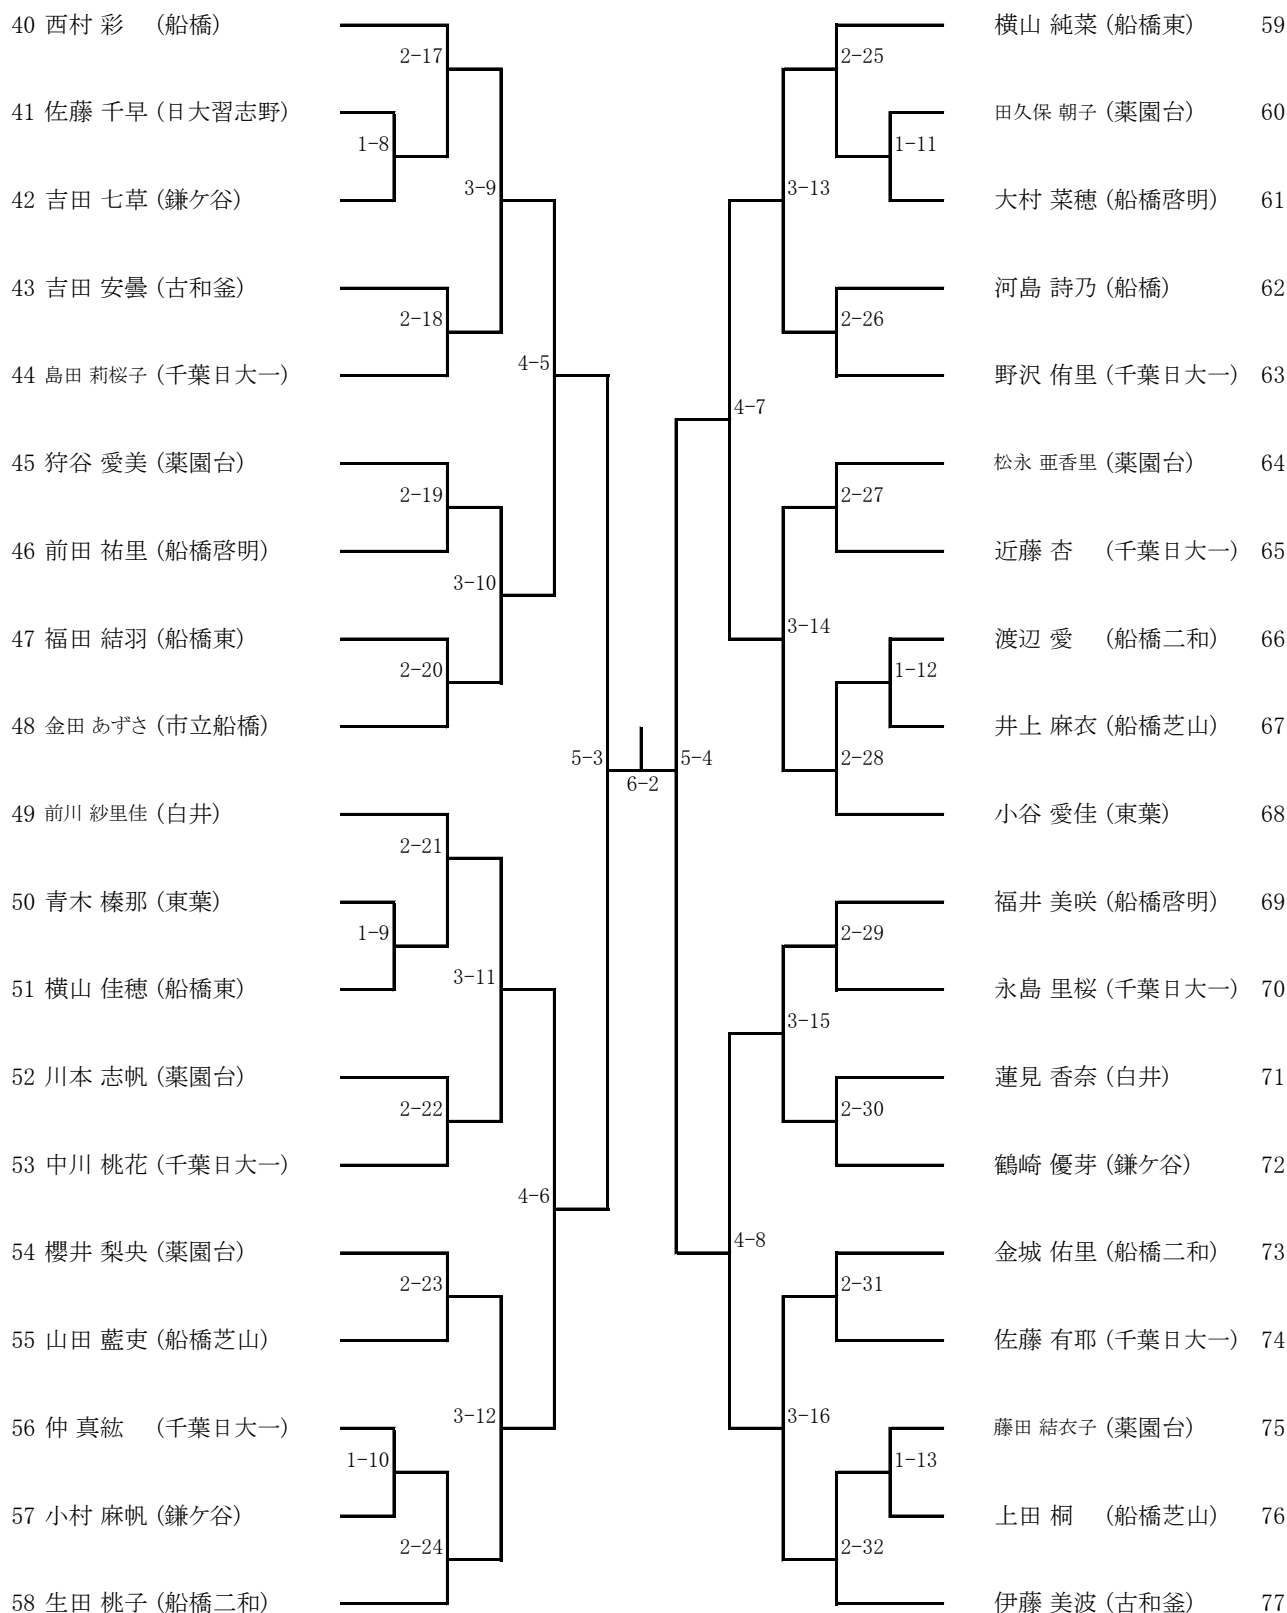 40 西村 彩 (船橋)
2-17
41 佐藤 千早 (日大習志野)
1-8
42 吉田 七草 (鎌ケ谷)
3-9
43 吉田 安曇 (古和釜)
2-18
44 島田 莉桜子 (千葉日大一)
4-5
45 狩谷 愛美 (薬園台)
2-19
46 前田 祐里 (船橋啓明)
3-10
47 福田 結羽 (船橋東)
2-20
48 金田 あずさ (市立船橋)
5-3
6-2
49 前川 紗里佳 (白井)
2-21
50 青木 榛那 (東葉)
1-9
51 横山 佳穂 (船橋東)
3-11
52 川本 志帆 (薬園台)
2-22
53 中川 桃花 (千葉日大一)
4-6
54 櫻井 梨央 (薬園台)
2-23
55 山田 藍吏 (船橋芝山)
3-12
56 仲 真紘 (千葉日大一)
1-10
57 小村 麻帆 (鎌ケ谷)
2-24
58 生田 桃子 (船橋二和)
横山 純菜 (船橋東) 59
2-25
田久保 朝子 (薬園台) 60
1-11
3-13
大村 菜穂 (船橋啓明) 61
河島 詩乃 (船橋) 62
2-26
野沢 侑里 (千葉日大一) 63
4-7
松永 亜香里 (薬園台) 64
2-27
近藤 杏 (千葉日大一) 65
3-14
渡辺 愛 (船橋二和) 66
1-12
井上 麻衣 (船橋芝山) 67
5-4
2-28
小谷 愛佳 (東葉) 68
福井 美咲 (船橋啓明) 69
2-29
永島 里桜 (千葉日大一) 70
3-15
蓮見 香奈 (白井) 71
2-30
鶴崎 優芽 (鎌ケ谷) 72
4-8
金城 佑里 (船橋二和) 73
2-31
佐藤 有耶 (千葉日大一) 74
3-16
藤田 結衣子 (薬園台) 75
1-13
上田 桐 (船橋芝山) 76
2-32
伊藤 美波 (古和釜) 77